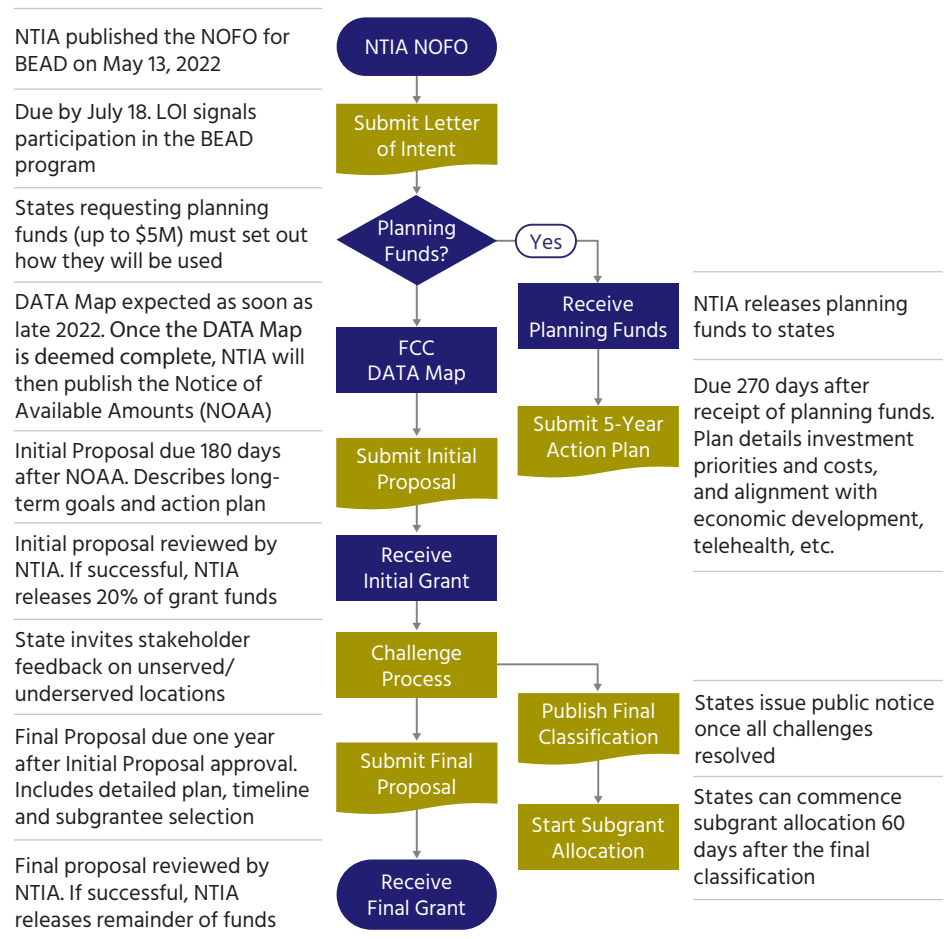 NTIA published the NOFO for
BEAD on May 13, 2022
NTIA NOFO
Due by July 18. LOI signals
participation in the BEAD
program
Submit Letter
of Intent
States requesting planning
funds (up to $5M) must set out
how they will be used
Planning
Funds?
Yes
Receive
Planning Funds
NTIA releases planning
funds to states
DATA Map expected as soon as
late 2022. Once the DATA Map
is deemed complete, NTIA will
then publish the Notice of
Available Amounts (NOAA)
FCC
DATA Map
Submit 5-Year
Action Plan
Due 270 days after
receipt of planning funds.
Plan details investment
priorities and costs,
and alignment with
economic development,
telehealth, etc.
Initial Proposal due 180 days
after NOAA. Describes long-
term goals and action plan
Submit Initial
Proposal
Initial proposal reviewed by
NTIA. If successful, NTIA
releases 20% of grant funds
Receive
Initial Grant
State invites stakeholder
feedback on unserved/
underserved locations
Challenge
Process
Publish Final
Classification
States issue public notice
once all challenges
resolved
Final Proposal due one year
after Initial Proposal approval.
Includes detailed plan, timeline
and subgrantee selection
Submit Final
Proposal
Start Subgrant
Allocation
States can commence
subgrant allocation 60
days after the final
classification
Final proposal reviewed by
NTIA. If successful, NTIA
releases remainder of funds
Receive
Final Grant